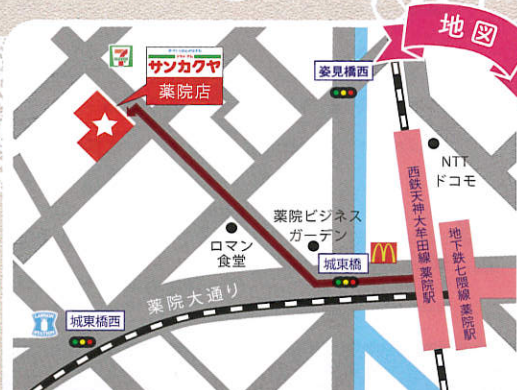 地図
サンカクヤ
薬院店
姿見橋西
NTT
ドコモ
西鉄天神大牟田線 薬院駅
地下鉄七隈線 薬院駅
薬院ビジネス
ガーデン
ロマン
食堂
城東橋
薬院大通り
城東橋西